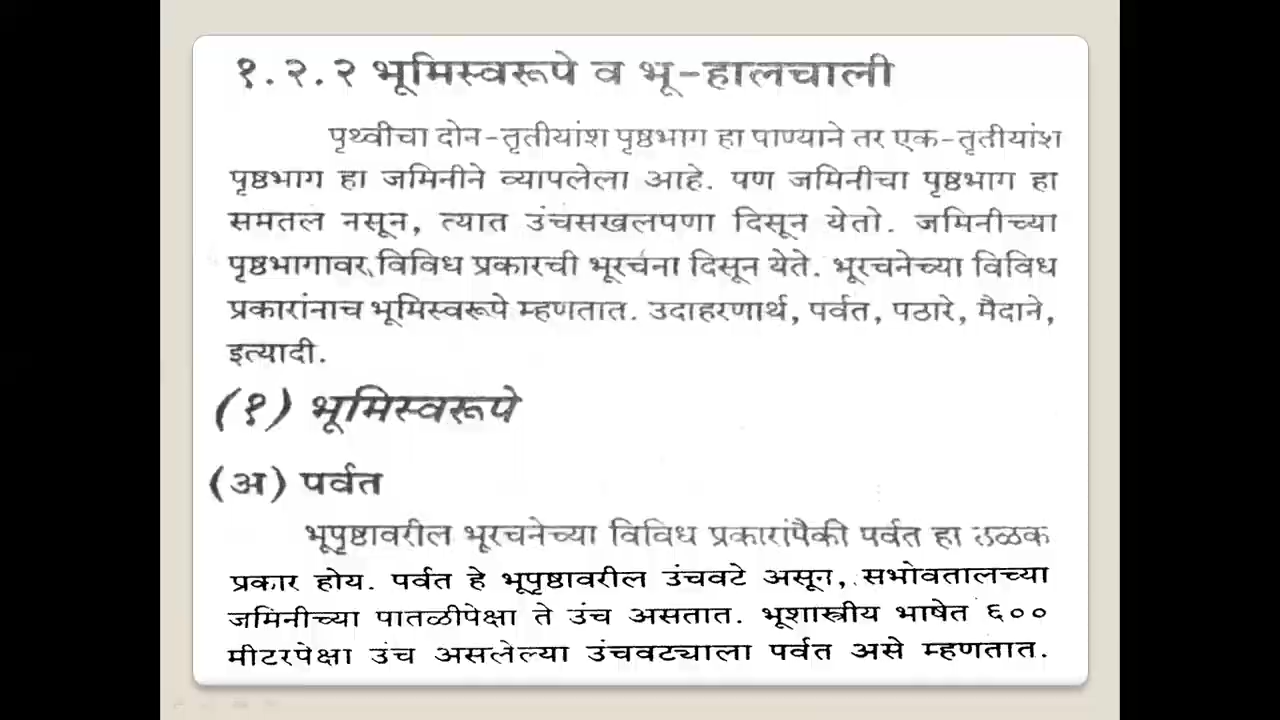 १.२.२ भूमिस्वरूपे व भू-हालचाली
पृथ्वीचा दोन-तृतीयांश पृष्ठभाग हा पाण्याने तर एक-तृतीयांश
पृष्ठभाग हा जमिनीने व्यापलेला आहे. पण जमिनीचा पृष्ठभाग हा
समतल नसून, त्यात उंचसखलपणा दिसून येतो. जमिनीच्या
पृष्ठभागावर विविध प्रकारची भूरचना दिसून येते. भूरचनेच्या विविध
प्रकारांनाच भूमिस्वरूपे म्हणतात. उदाहरणार्थ, पर्वत, पठारे, मैदाने,
इत्यादी.
(१) भूमिस्वरूपे
(अ) पर्वत
भूपृष्ठावरील भूरचनेच्या विविध प्रकारांपैकी पर्वत हा ठळक
प्रकार होय. पर्वत हे भूपृष्ठावरील उंचवटे असून, सभोवतालच्या
जमिनीच्या पातळीपेक्षा ते उंच असतात. भूशास्त्रीय भाषेत ६००
मीटरपेक्षा उंच असलेल्या उंचवट्याला पर्वत असे म्हणतात.